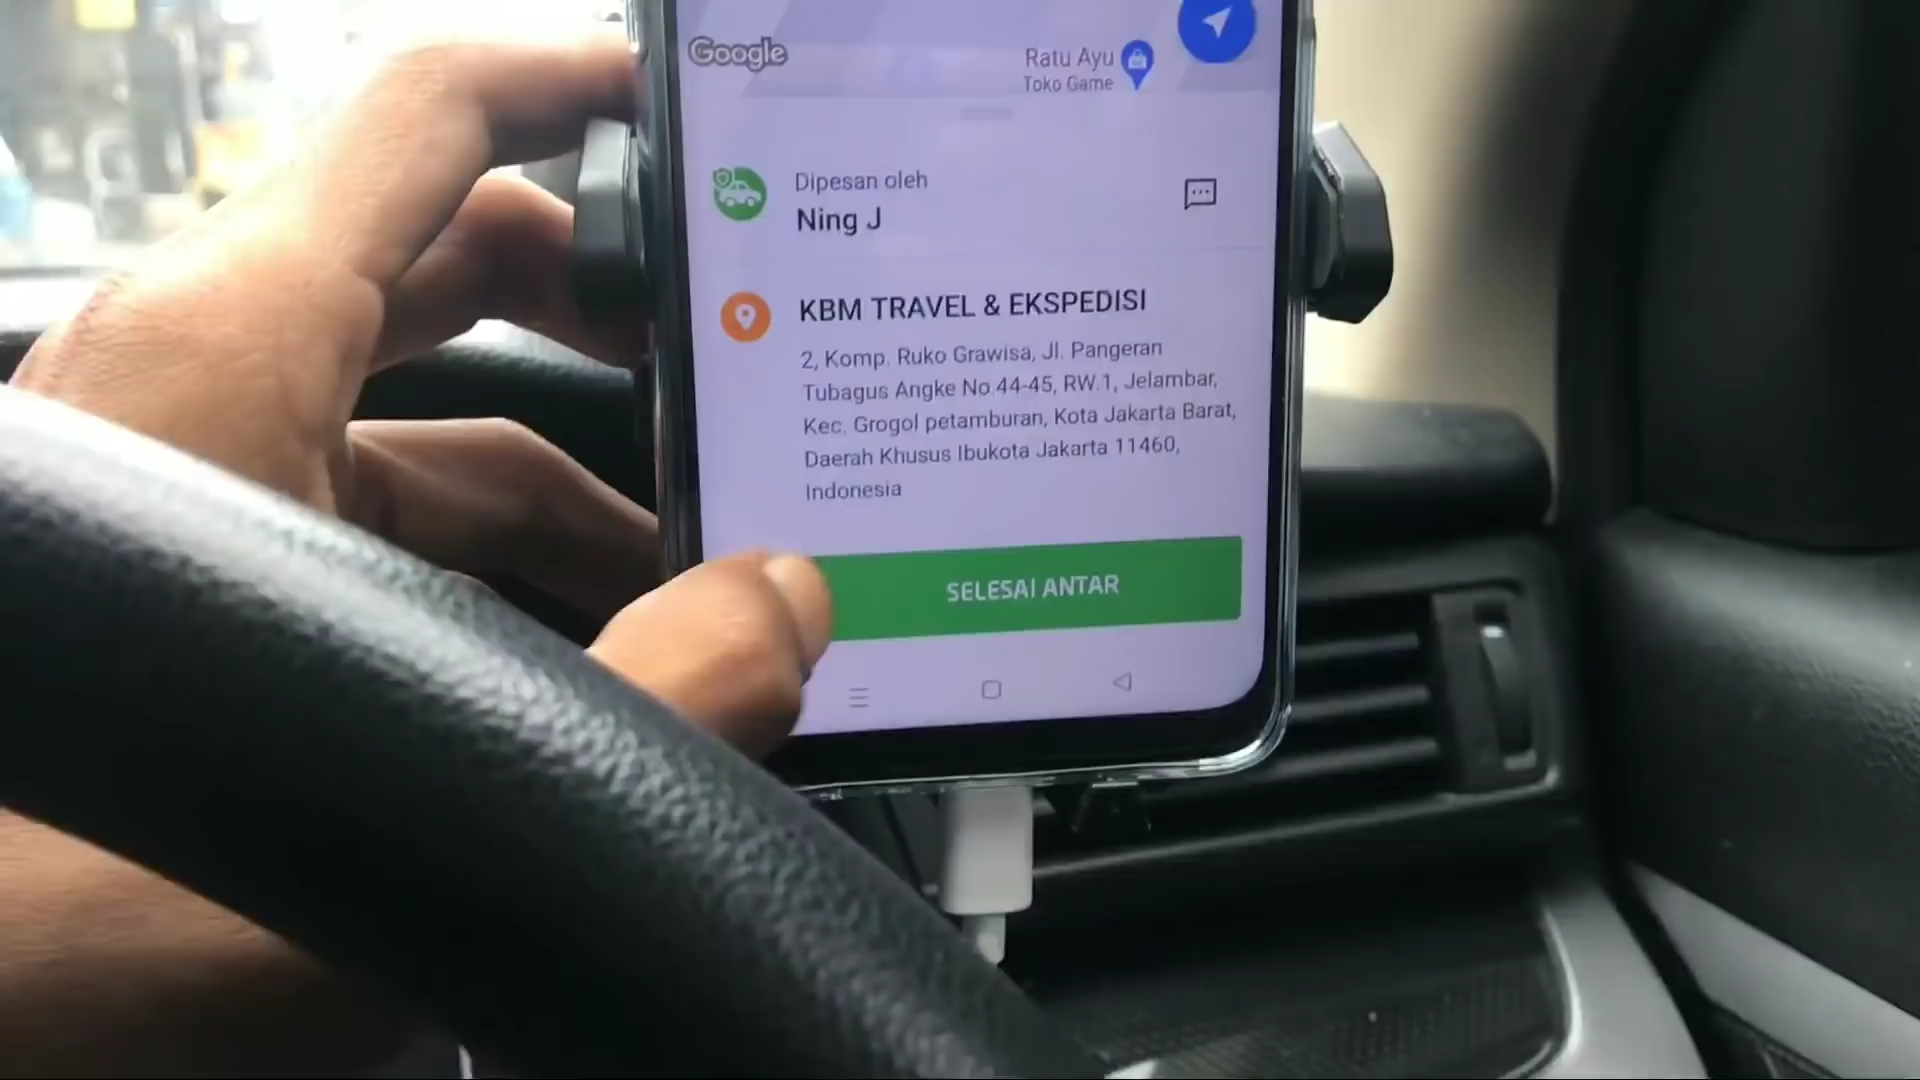 Google
Ratu Ayu
Toko Game
Dipesan oleh
Ning J
KBM TRAVEL & EKSPEDISI
2, Komp. Ruko Grawisa, Jl. Pangeran
Tubagus Angke No.44-45, RW.1, Jelambar,
Kec. Grogol petamburan, Kota Jakarta Barat,
Daerah Khusus Ibukota Jakarta 11460,
Indonesia
SELESAI ANTAR